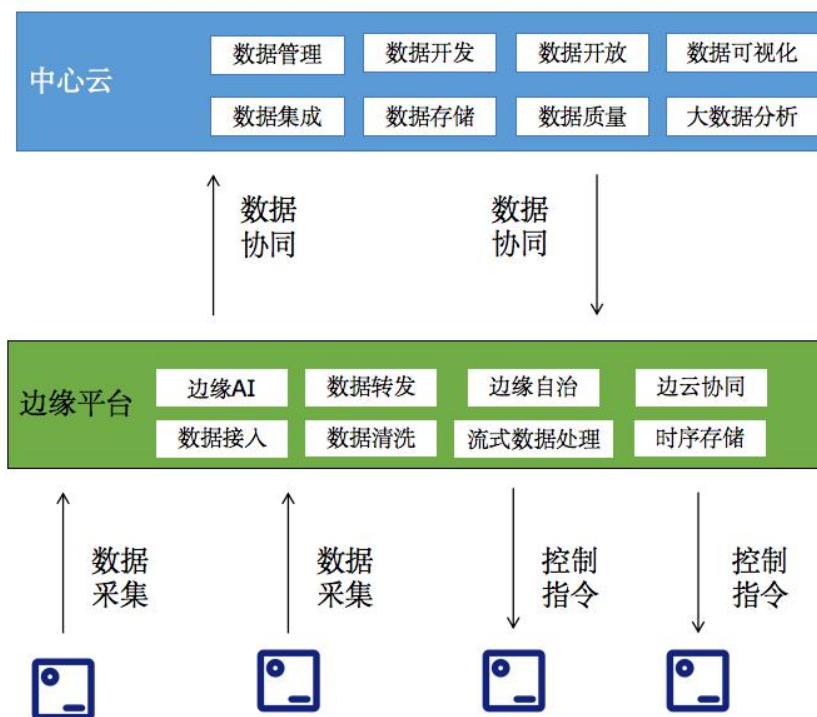 中心云
数据管理
数据开发
数据开放
数据可视化
数据集成
数据存储
数据质量
大数据分析
数据
协同
数据
协同
边缘平台
边缘AI
数据转发
边缘自治
边云协同
数据接入
数据清洗
流式数据处理
时序存储
数据
采集
数据
采集
控制
指令
控制
指令